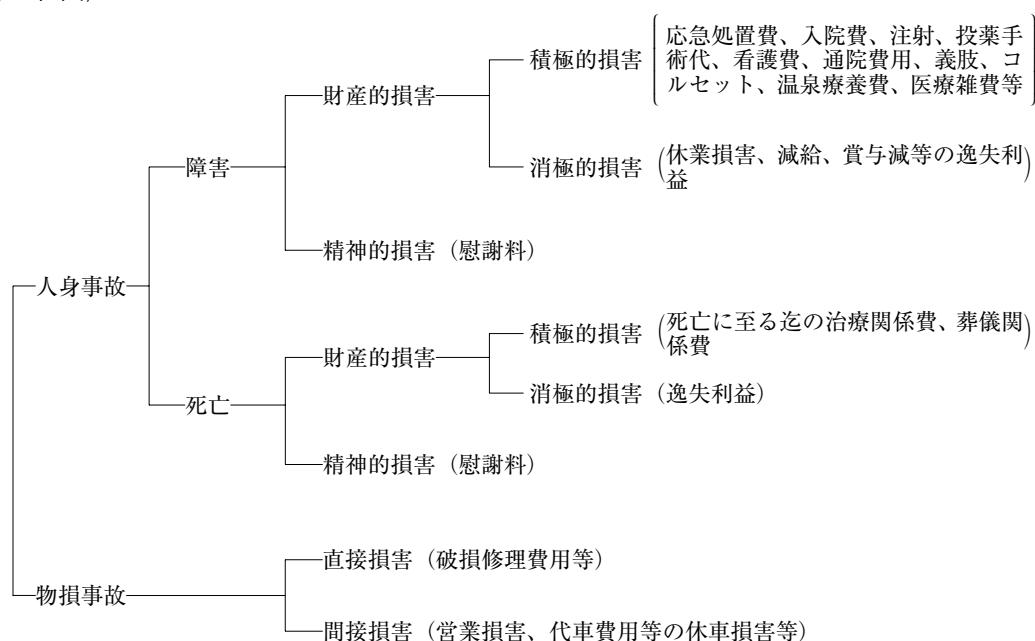 積極的損害
応急処置費、入院費、注射、投薬手
術代、看護費、通院費用、義肢、コ
ルセット、温泉療養費、医療雑費等
財産的損害
障害
消極的損害
(休業損害、減給、賞与減等の逸失利
益)
精神的損害（慰謝料）
人身事故
積極的損害
(死亡に至る迄の治療関係費、葬儀関
係費)
財産的損害
消極的損害（逸失利益）
死亡
精神的損害（慰謝料）
直接損害（破損修理費用等）
物損事故
間接損害（営業損害、代車費用等の休車損害等）